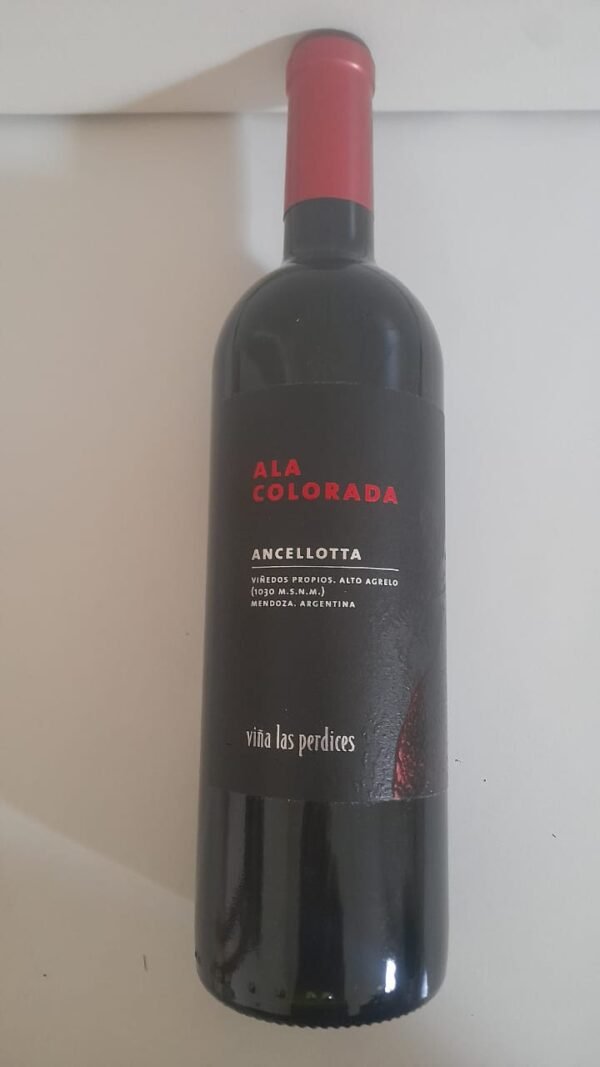 ALA
COLORADA
ANCELLOTTA
VIÑEDOS PROPIOS. ALTO AGRELO
(1030 M.S.N.M.)
MENDOZA. ARGENTINA
viña las perdices